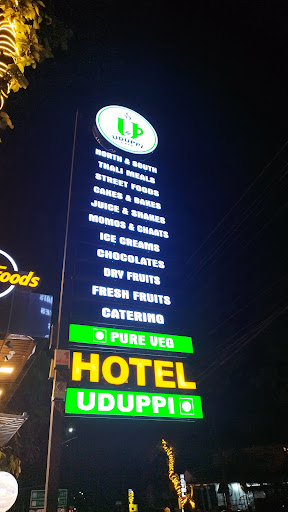 UDUPPI
NORTH & SOUTH
THALI MEALS
STREET FOODS
CAKES & BAKES
JUICE & SHAKES
MOMOS & CHAATS
ICE CREAMS
CHOCOLATES
DRY FRUITS
FRESH FRUITS
CATERING
PURE VEG
HOTEL
UDUPPI
Foods